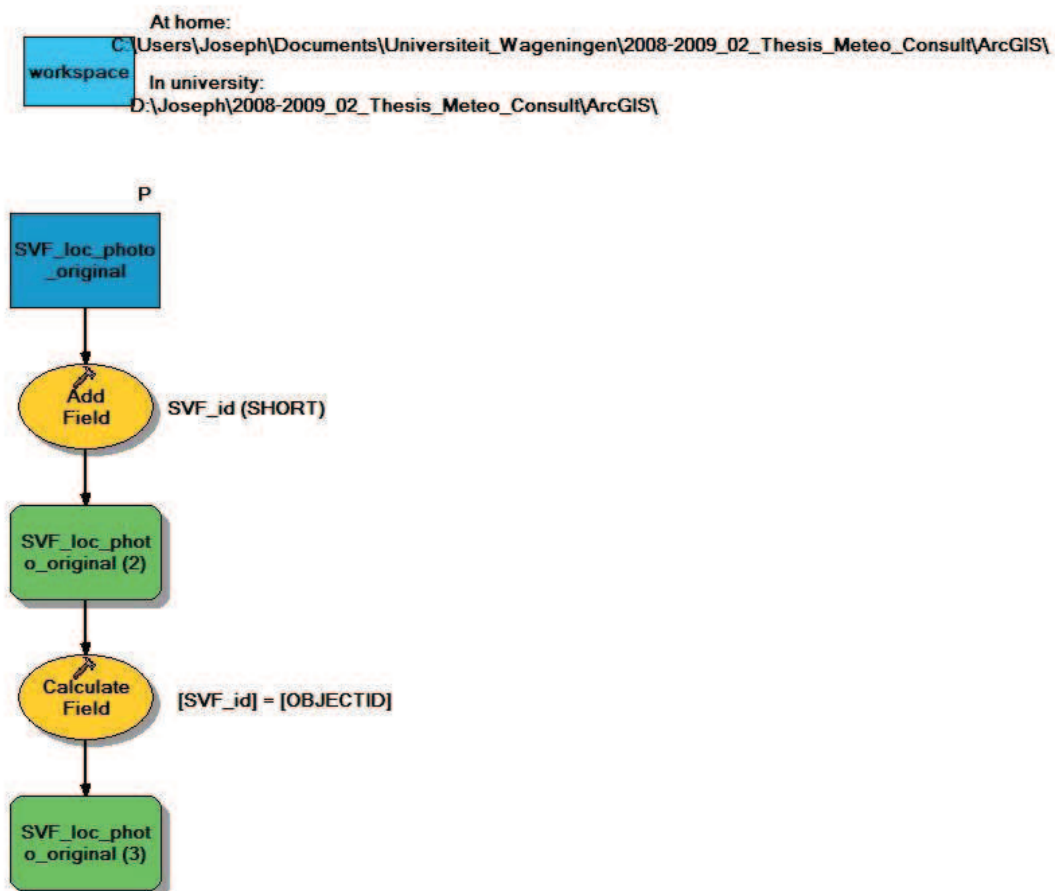 At home:
C:\Users\Joseph\Documents\Universiteit_Wageningen\2008-2009_02_Thesis_Meteo_Consult\ArcGIS\
workspace
In university:
D:\Joseph\2008-2009_02_Thesis_Meteo_Consult\ArcGIS\
P
SVF_loc_photo
_original
Add
Field
SVF_id (SHORT)
SVF_loc_phot
o_original (2)
Calculate
Field
[SVF_id] = [OBJECTID]
SVF_loc_phot
o_original (3)